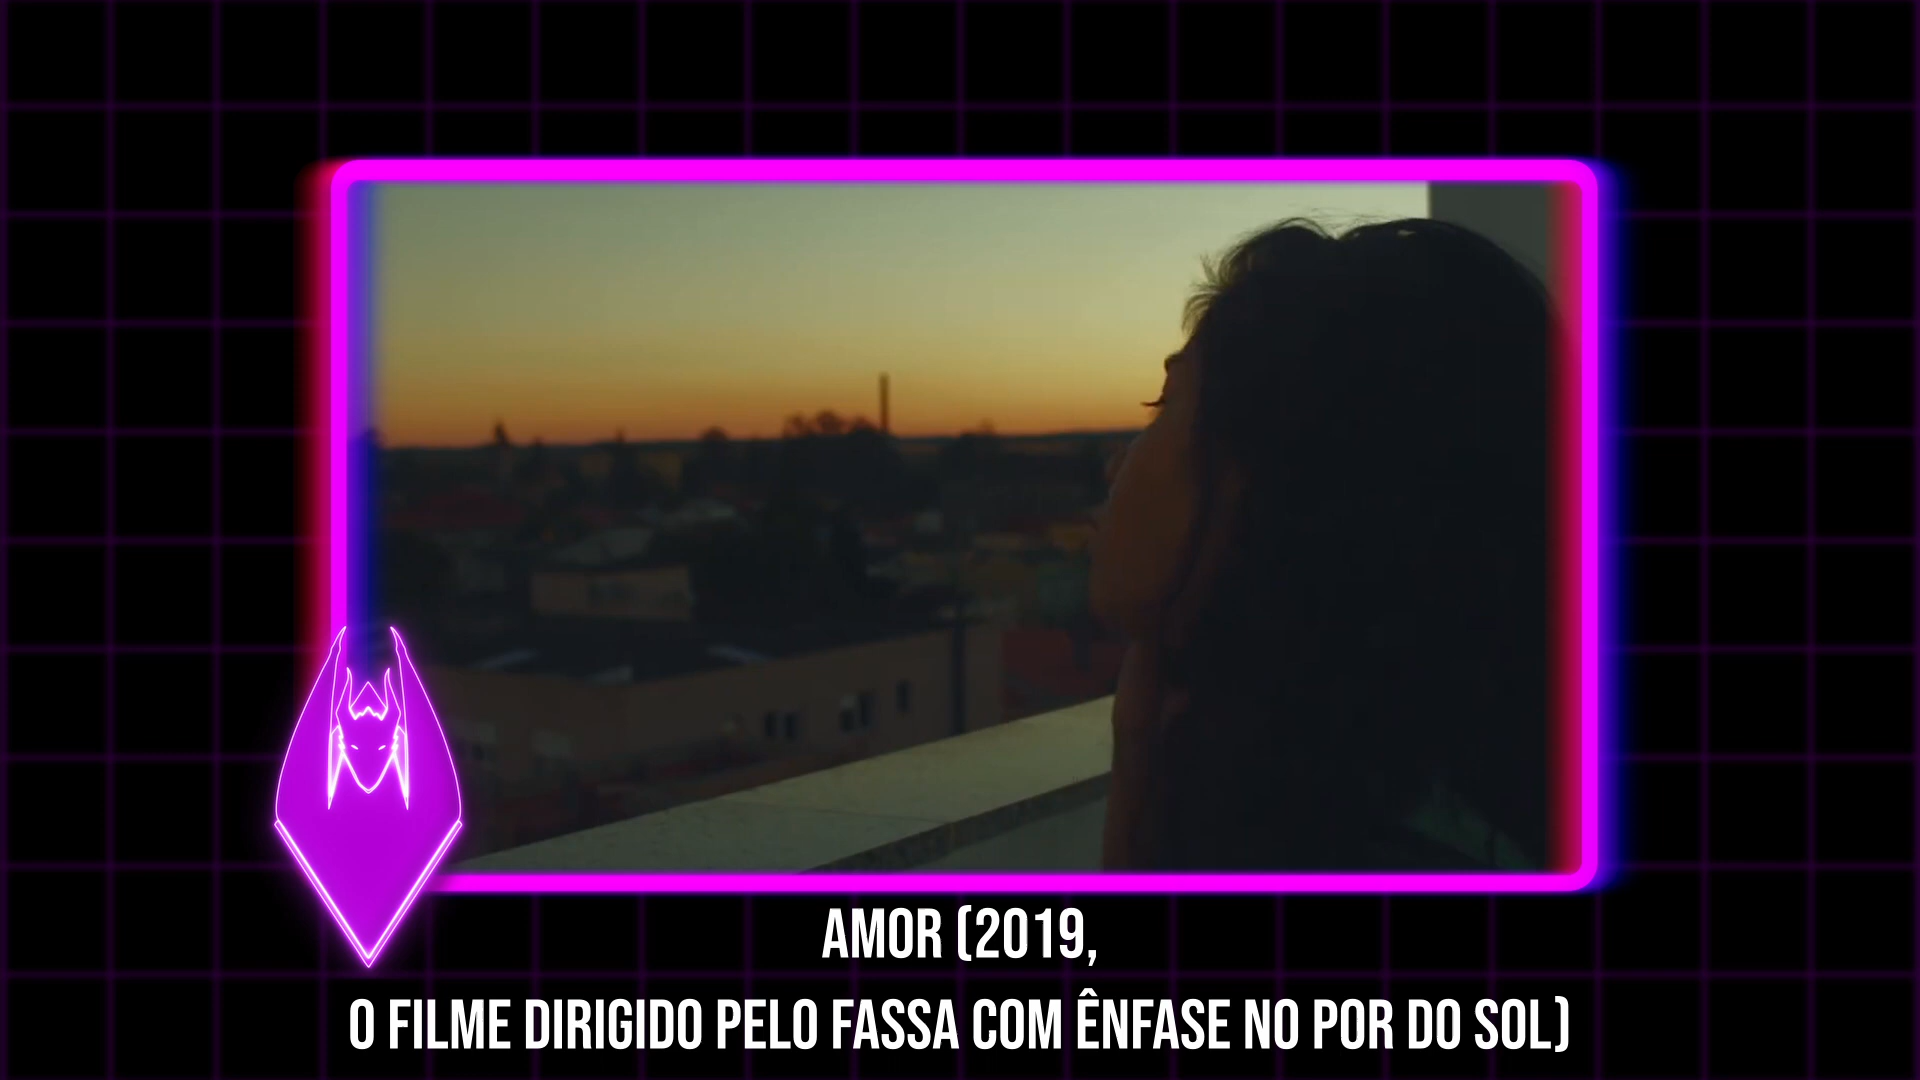 AMOR (2019,
O FILME DIRIGIDO PELO FASSA COM ÊNFASE NO POR DO SOL)